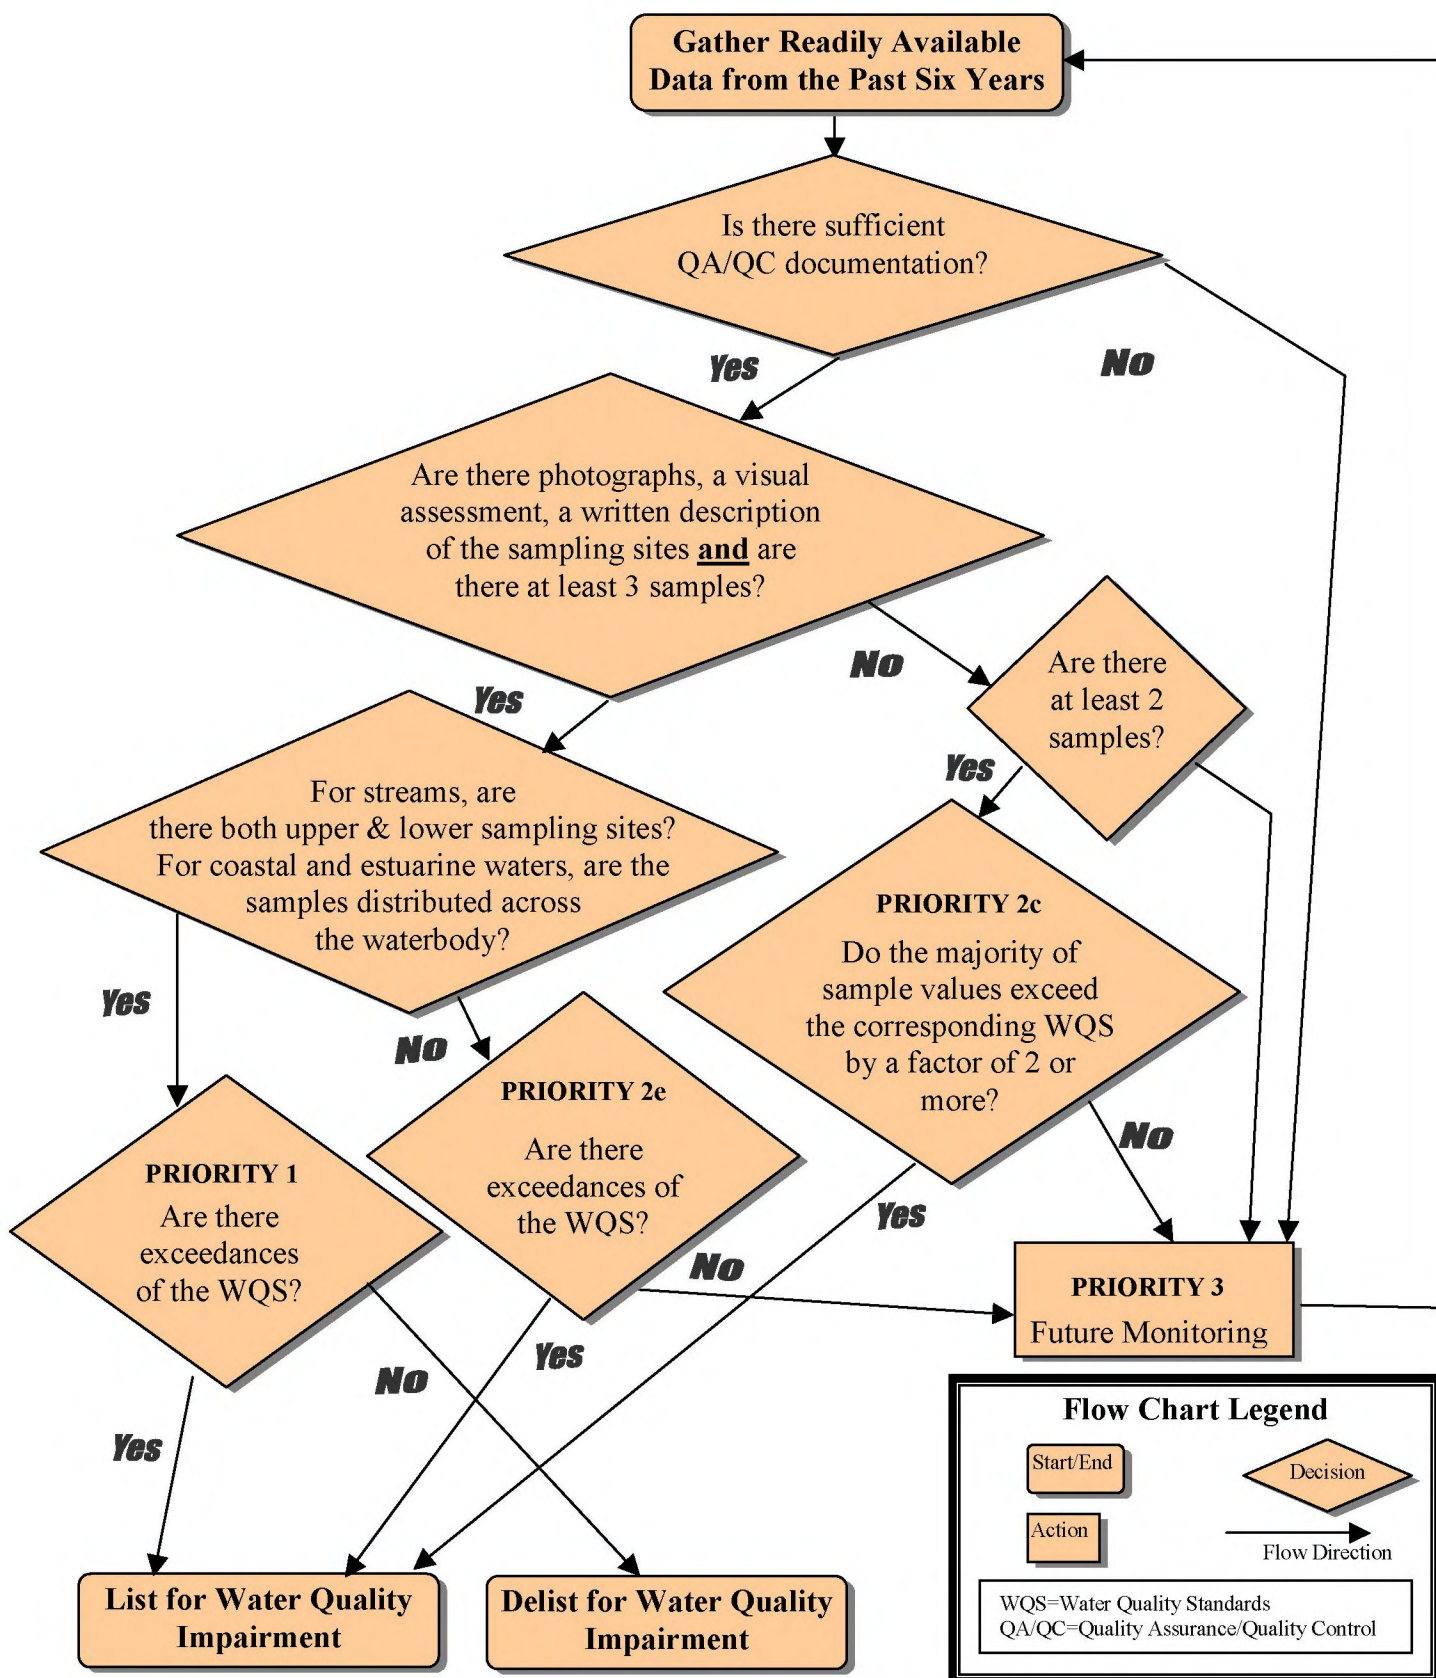 Gather Readily Available
Data from the Past Six Years
Is there sufficient
QA/QC documentation?
Yes
No
Are there photographs, a visual
assessment, a written description
of the sampling sites and are
there at least 3 samples?
No
Are there
at least 2
samples?
Yes
Yes
For streams, are
there both upper & lower sampling sites?
For coastal and estuarine waters, are the
samples distributed across
the waterbody?
PRIORITY 2c
Do the majority of
sample values exceed
the corresponding WQS
by a factor of 2 or
more?
Yes
No
PRIORITY 2e
Are there
exceedances of
the WQS?
No
PRIORITY 1
Are there
exceedances
of the WQS?
Yes
No
PRIORITY 3
Future Monitoring
Yes
No
Yes
List for Water Quality
Impairment
Delist for Water Quality
Impairment
Flow Chart Legend
Start/End
Decision
Action
Flow Direction
WQS=Water Quality Standards
QA/QC=Quality Assurance/Quality Control